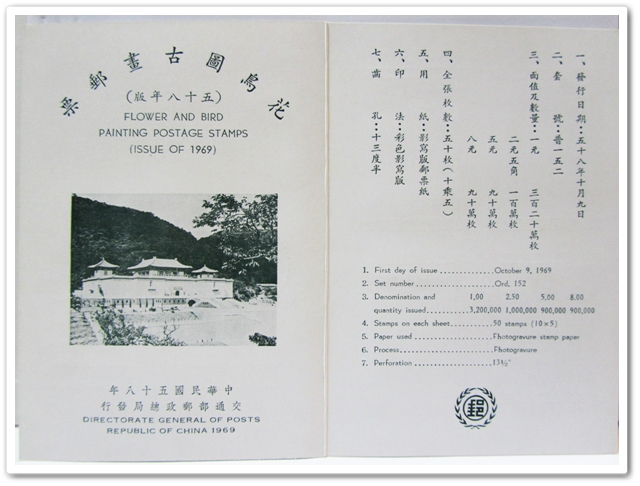 花鳥圖古畫郵票
(五十八年版)
FLOWER AND BIRD
PAINTING POSTAGE STAMPS
(ISSUE OF 1969)
中華民國五十八年
交通部郵政總局發行
DIRECTORATE GENERAL OF POSTS
REPUBLIC OF CHINA 1969
一、發行日期：五十八年十月九日
二、套　　號：普一五二
三、面值及數量：一元　三百二十萬枚
二元五角　一百萬枚
五元　九十萬枚
八元　九十萬枚
四、全張枚數：五十枚（十乘五）
五、用　　紙：影寫版郵票紙
六、印　　法：彩色影寫版
七、齒　　孔：十三度半
1. First day of issue ............October 9, 1969
2. Set number ....................Ord. 152
3. Denomination and 1.00 2.50 5.00 8.00
quantity issued..................3,200,000 1,000,000 900,000 900,000
4. Stamps on each sheet..........50 stamps (10×5)
5. Paper used ....................Fhotogravure stamp paper
6. Process........................Fhotogravure
7. Perforation ....................13½
郵